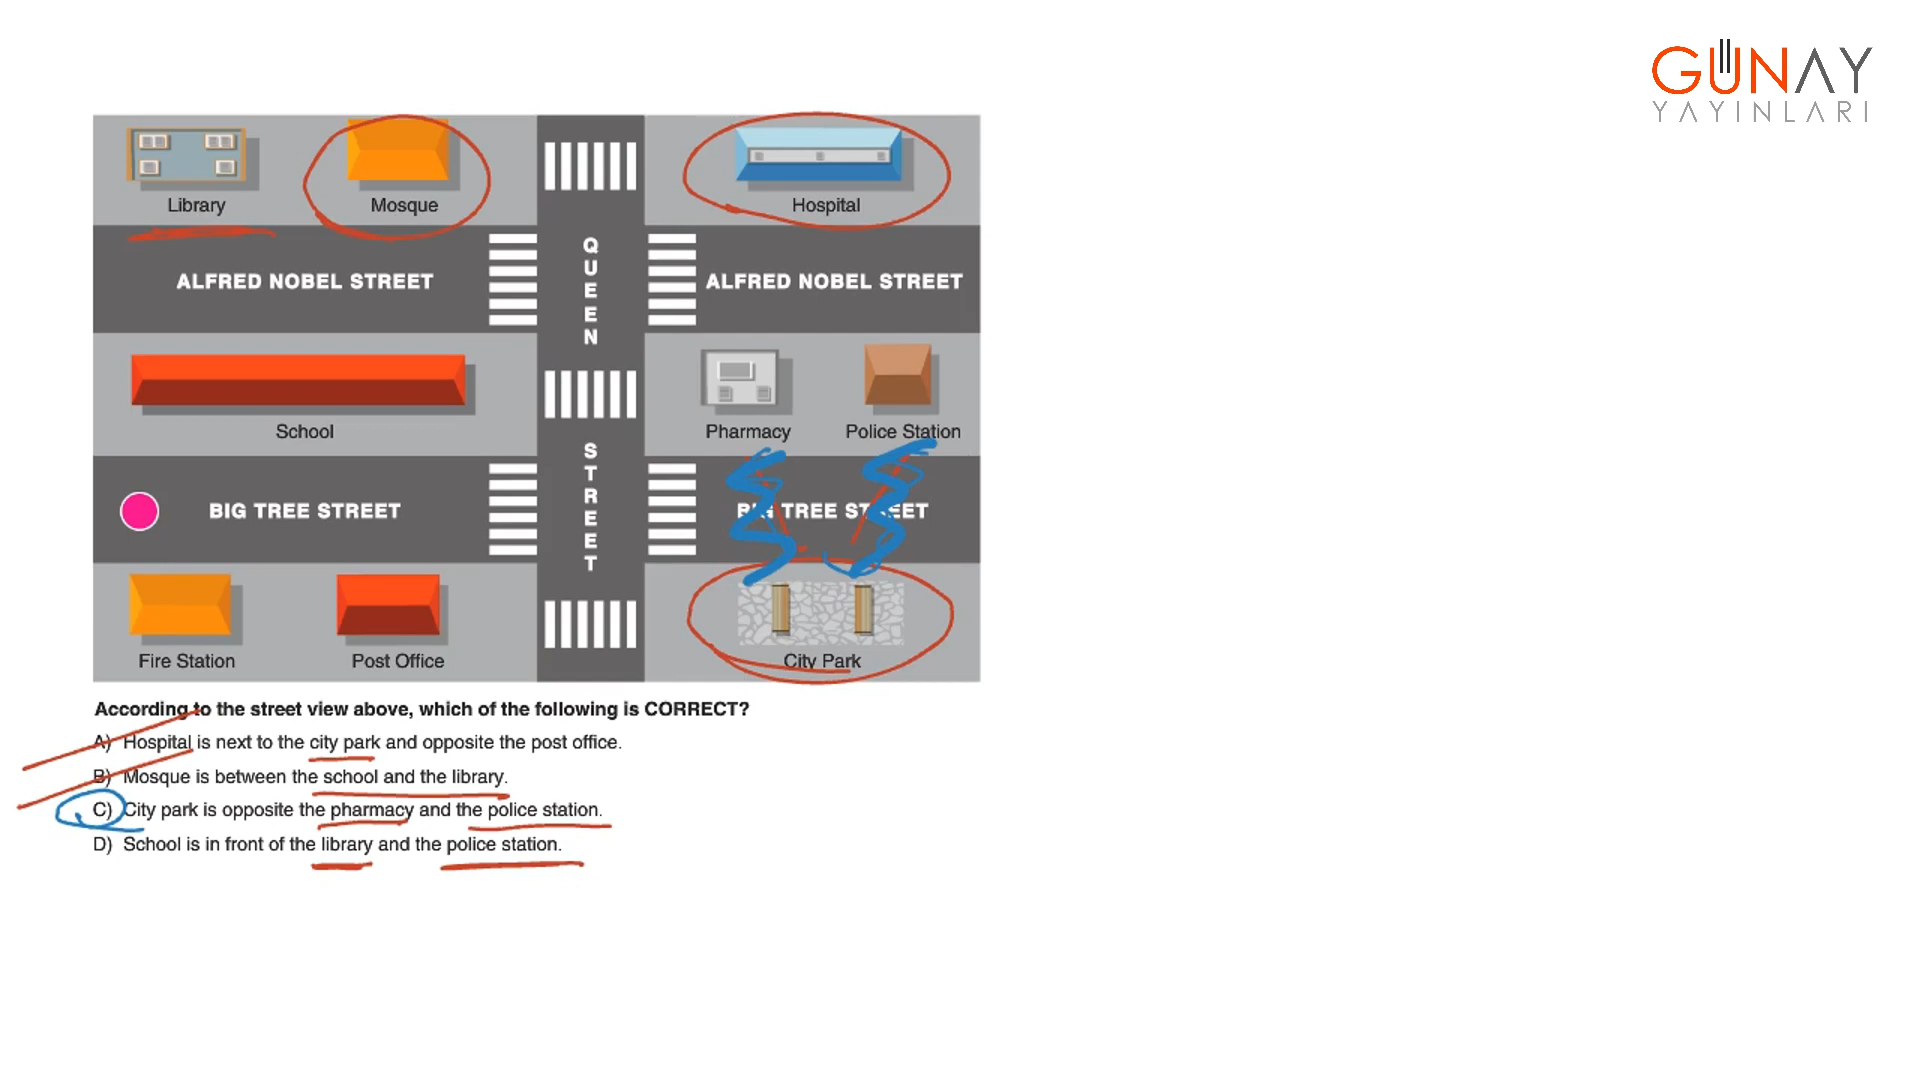 GÜNAY
YAYINLARI
Library
Mosque
Hospital
ALFRED NOBEL STREET
QUEEN STREET
ALFRED NOBEL STREET
School
Pharmacy
Police Station
BIG TREE STREET
BIG TREE STREET
Fire Station
Post Office
City Park
According to the street view above, which of the following is CORRECT?
A) Hospital is next to the city park and opposite the post office.
B) Mosque is between the school and the library.
C) City park is opposite the pharmacy and the police station.
D) School is in front of the library and the police station.